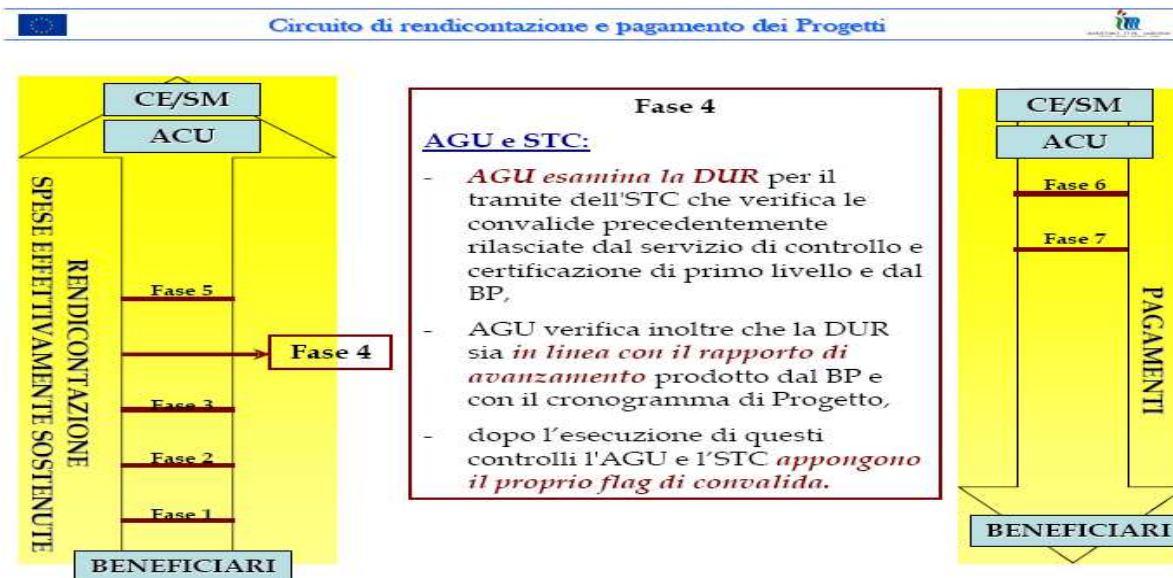 Circuito di rendicontazione e pagamento dei Progetti
CE/SM
ACU
SPESE EFFETTIVAMENTE SOSTENUTE
RENDICONTAZIONE
Fase 5
Fase 4
Fase 3
Fase 2
Fase 1
BENEFICIARI
Fase 4
AGU e STC:
- AGU esamina la DUR per il
tramite dell'STC che verifica le
convalide precedentemente
rilasciate dal servizio di controllo e
certificazione di primo livello e dal
BP,
- AGU verifica inoltre che la DUR
sia in linea con il rapporto di
avanzamento prodotto dal BP e
con il cronogramma di Progetto,
- dopo l'esecuzione di questi
controlli l'AGU e l'STC appongono
il proprio flag di convalida.
CE/SM
ACU
Fase 6
Fase 7
PAGAMENTI
BENEFICIARI